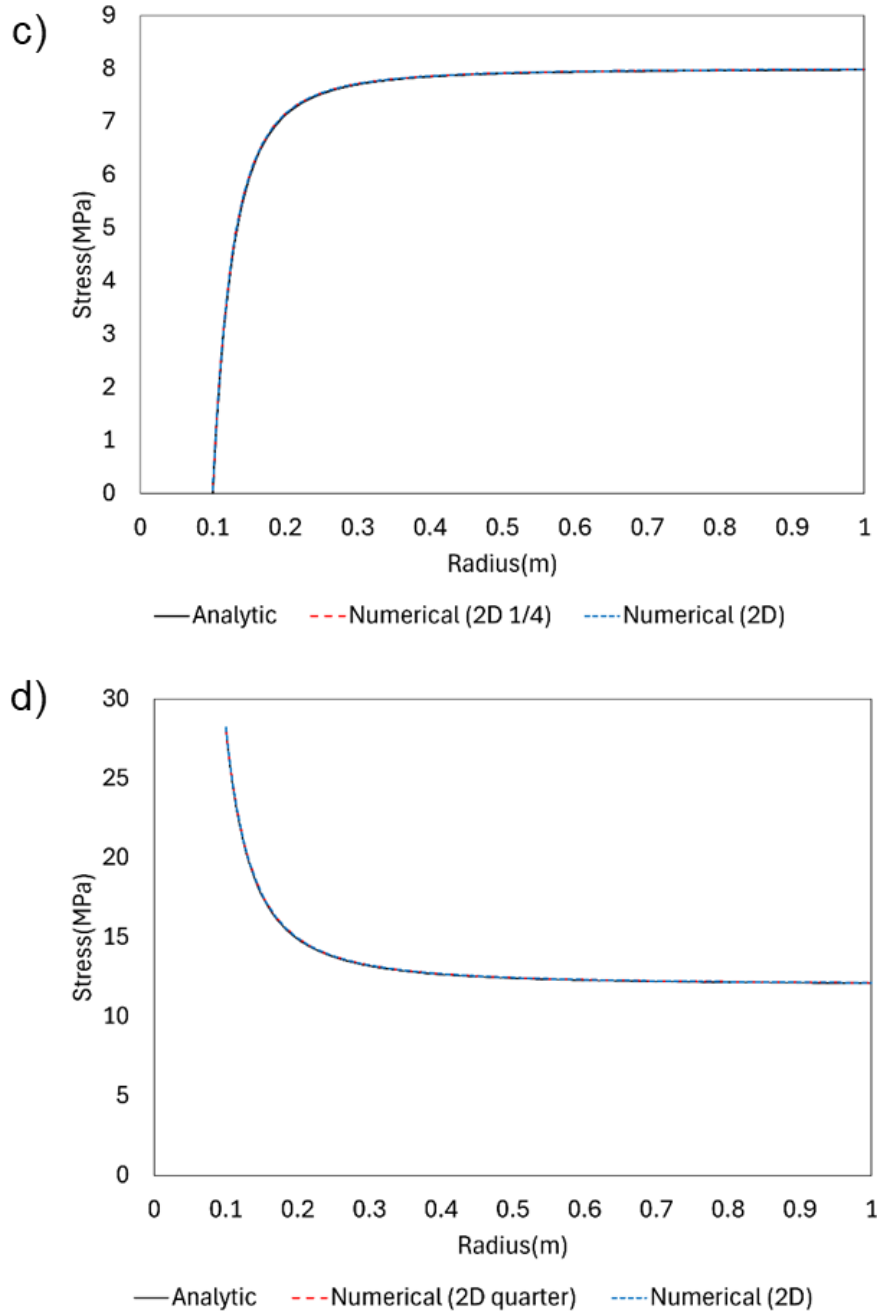 c)
9
8
7
6
5
4
3
2
1
0
Stress(MPa)
0 0.1 0.2 0.3 0.4 0.5 0.6 0.7 0.8 0.9 1
Radius(m)
Analytic Numerical (2D 1/4) Numerical (2D)
d)
30
25
20
15
10
5
0
Stress(MPa)
0 0.1 0.2 0.3 0.4 0.5 0.6 0.7 0.8 0.9 1
Radius(m)
Analytic Numerical (2D quarter) Numerical (2D)